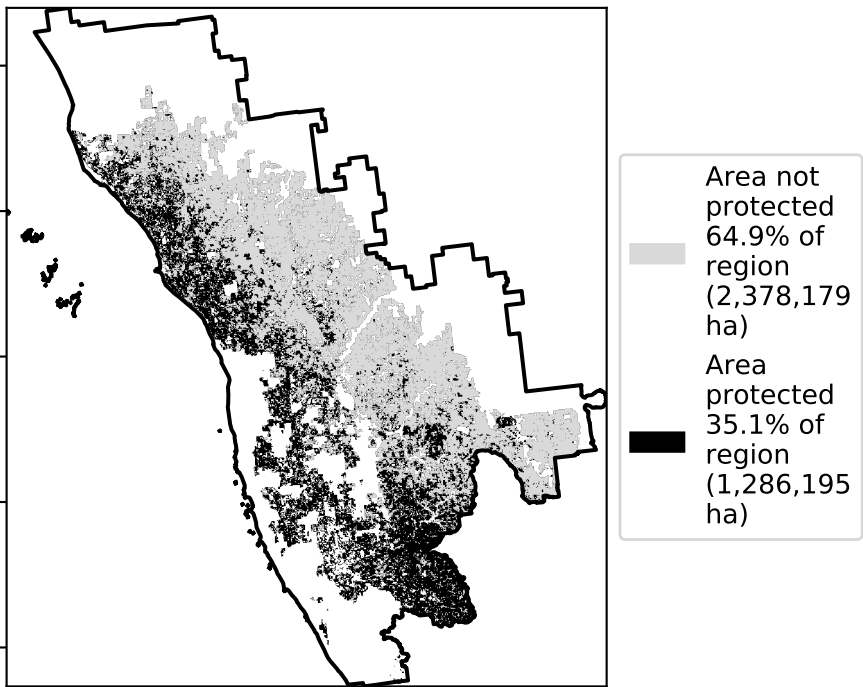 Area not
protected
64.9% of
region
(2,378,179
ha)
Area
protected
35.1% of
region
(1,286,195
ha)